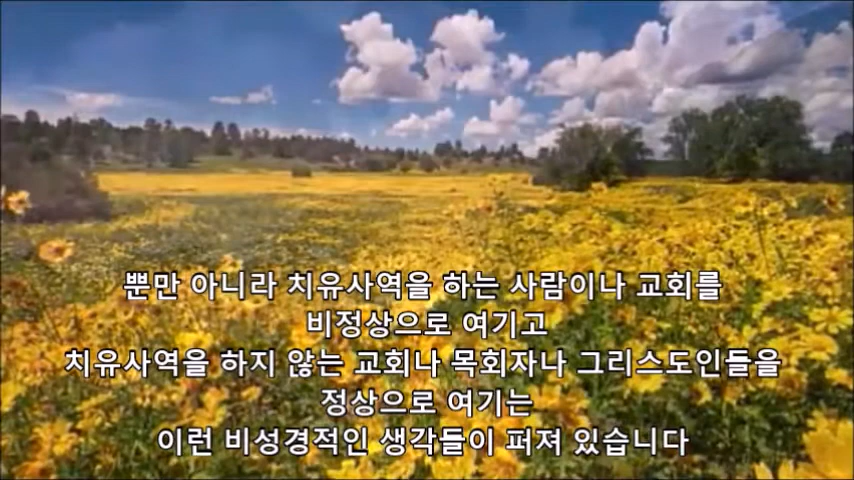 뿐만 아니라 치유사역을 하는 사람이나 교회를
비정상으로 여기고
치유사역을 하지 않는 교회나 목회자나 그리스도인들을
정상으로 여기는
이런 비성경적인 생각들이 퍼져 있습니다